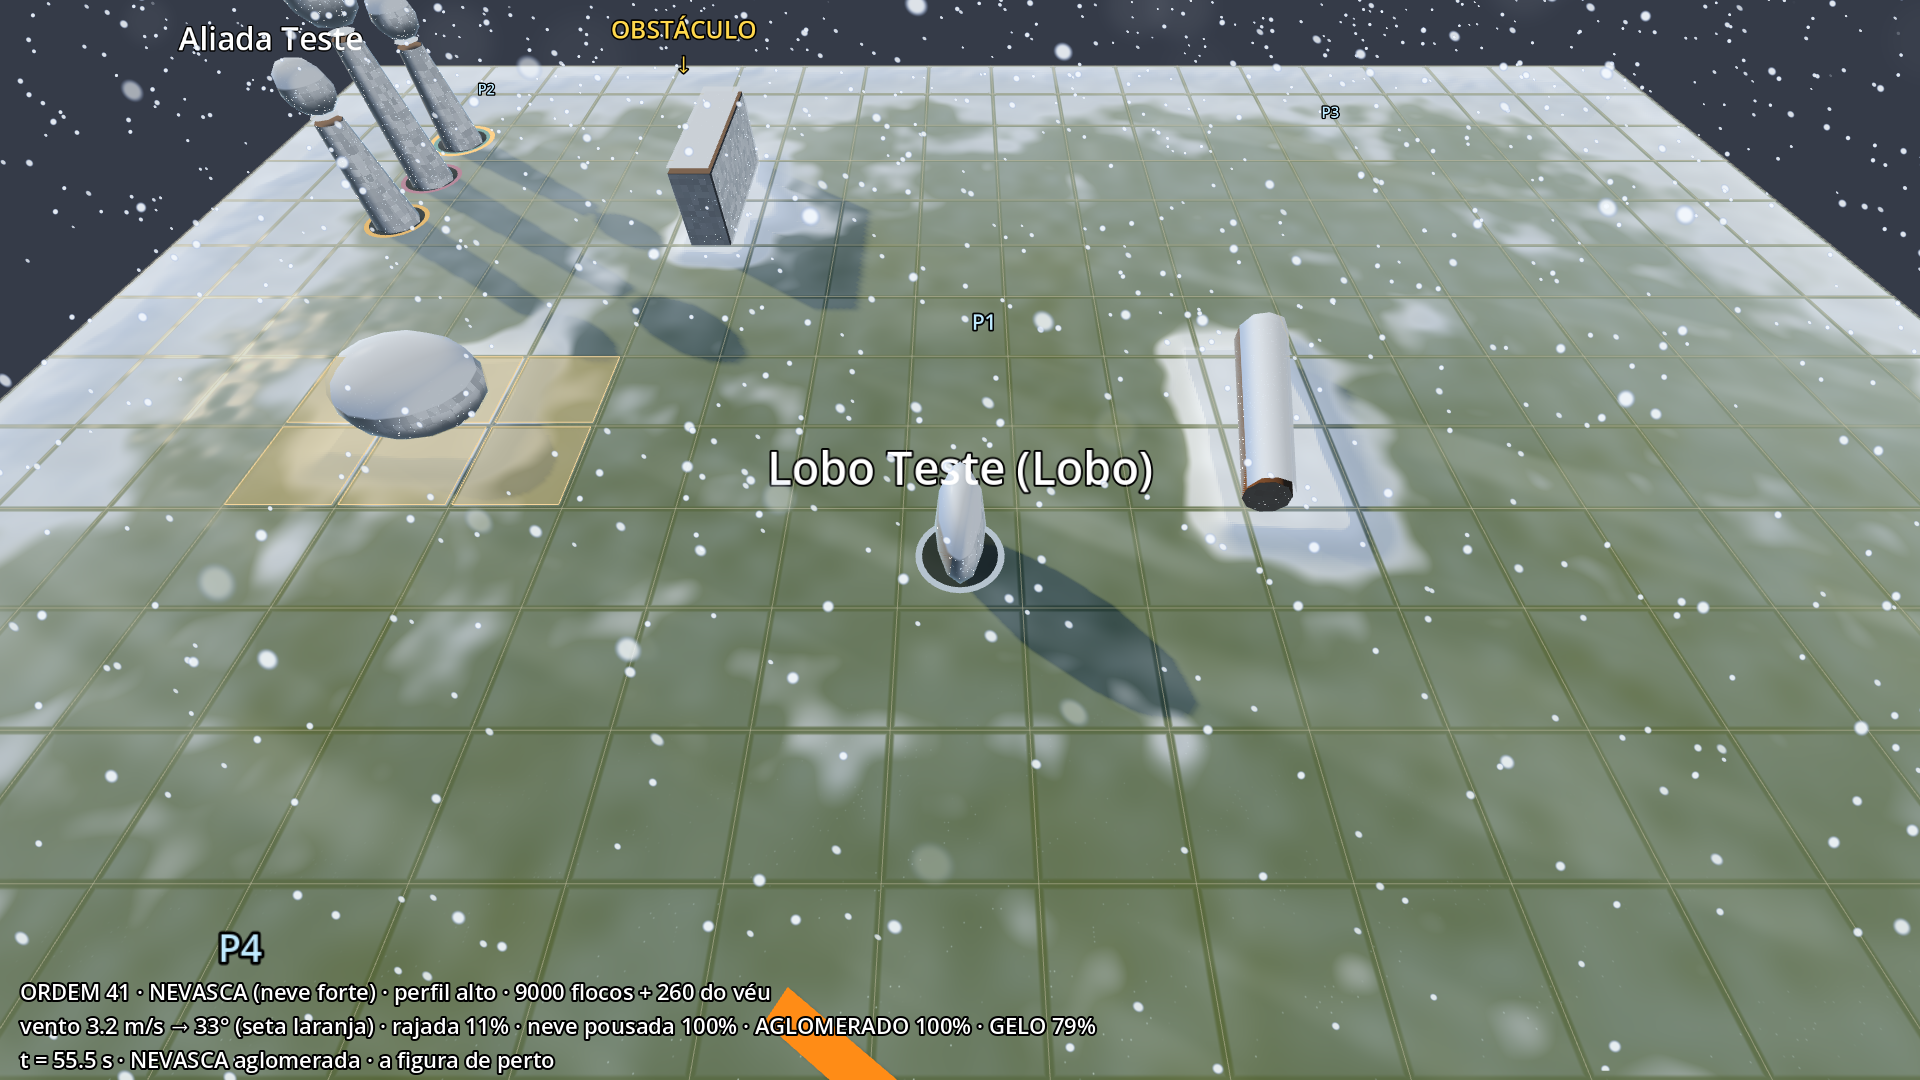 OBSTÁCULO
↓
Aliada Teste
P2
P3
P1
Lobo Teste (Lobo)
P4
ORDEM 41 · NEVASCA (neve forte) · perfil alto · 9000 flocos + 260 do véu
vento 3.2 m/s → 33° (seta laranja) · rajada 11% · neve pousada 100% · AGLOMERADO 100% · GELO 79%
t = 55.5 s · NEVASCA aglomerada · a figura de perto